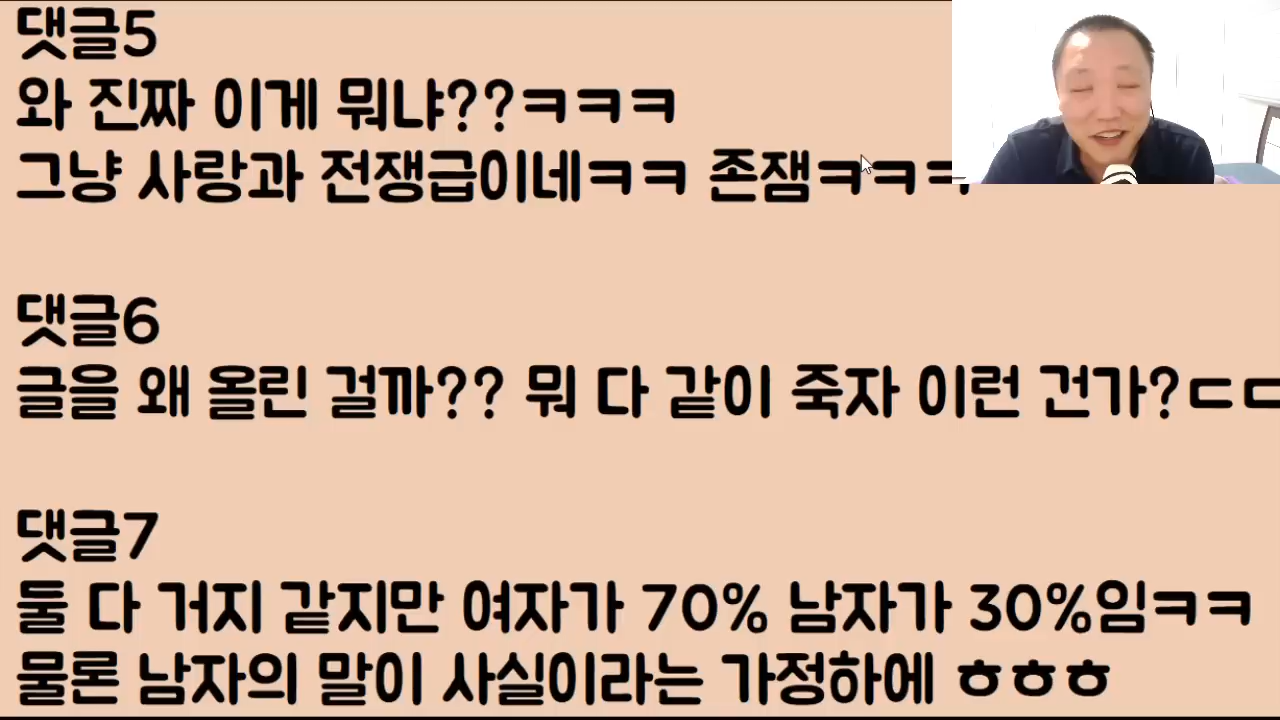 댓글5
와 진짜 이게 뭐냐??ㅋㅋㅋ
그냥 사랑과 전쟁급이네ㅋㅋ 존잼ㅋㅋㅋ
댓글6
글을 왜 올린 걸까?? 뭐 다 같이 죽자 이런 건가?ㄷㄷ
댓글7
둘 다 거지 같지만 여자가 70% 남자가 30%임ㅋㅋ
물론 남자의 말이 사실이라는 가정하에 ㅎㅎㅎ